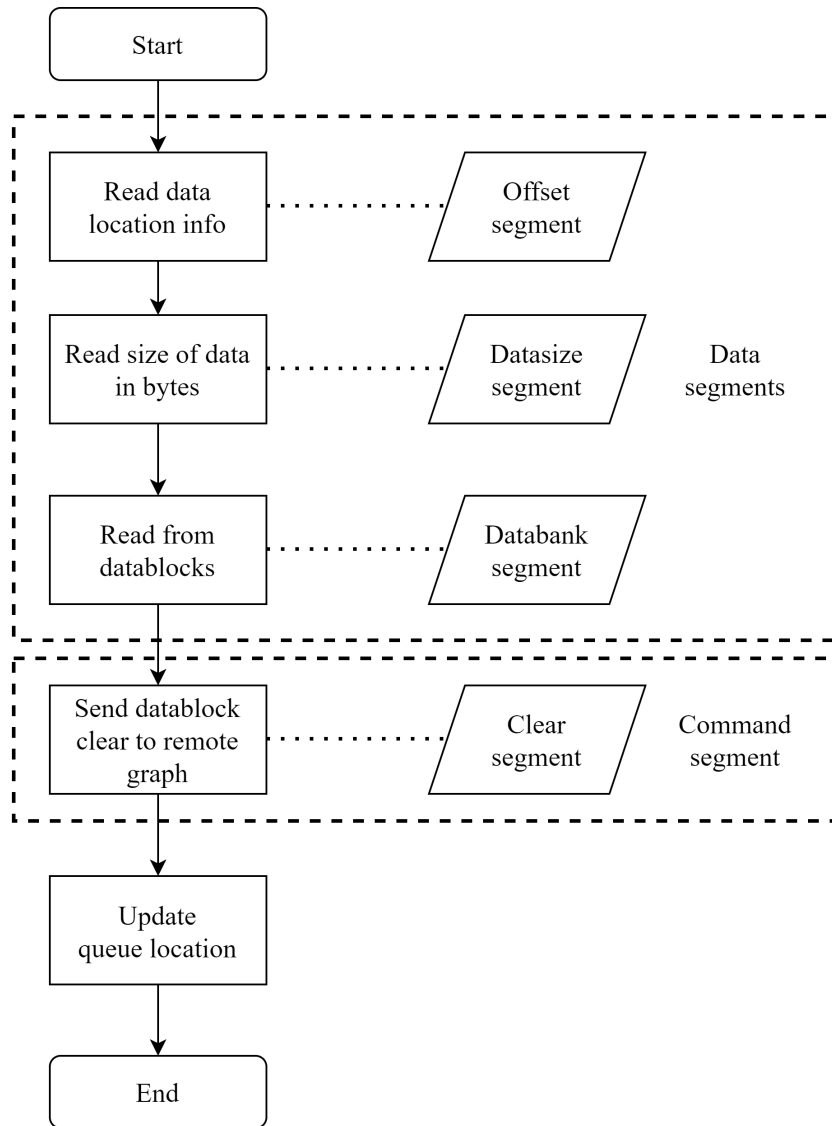 Start
Read data
location info
Offset
segment
Read size of data
in bytes
Datasize
segment
Data
segments
Read from
datablocks
Databank
segment
Send datablock
clear to remote
graph
Clear
segment
Command
segment
Update
queue location
End